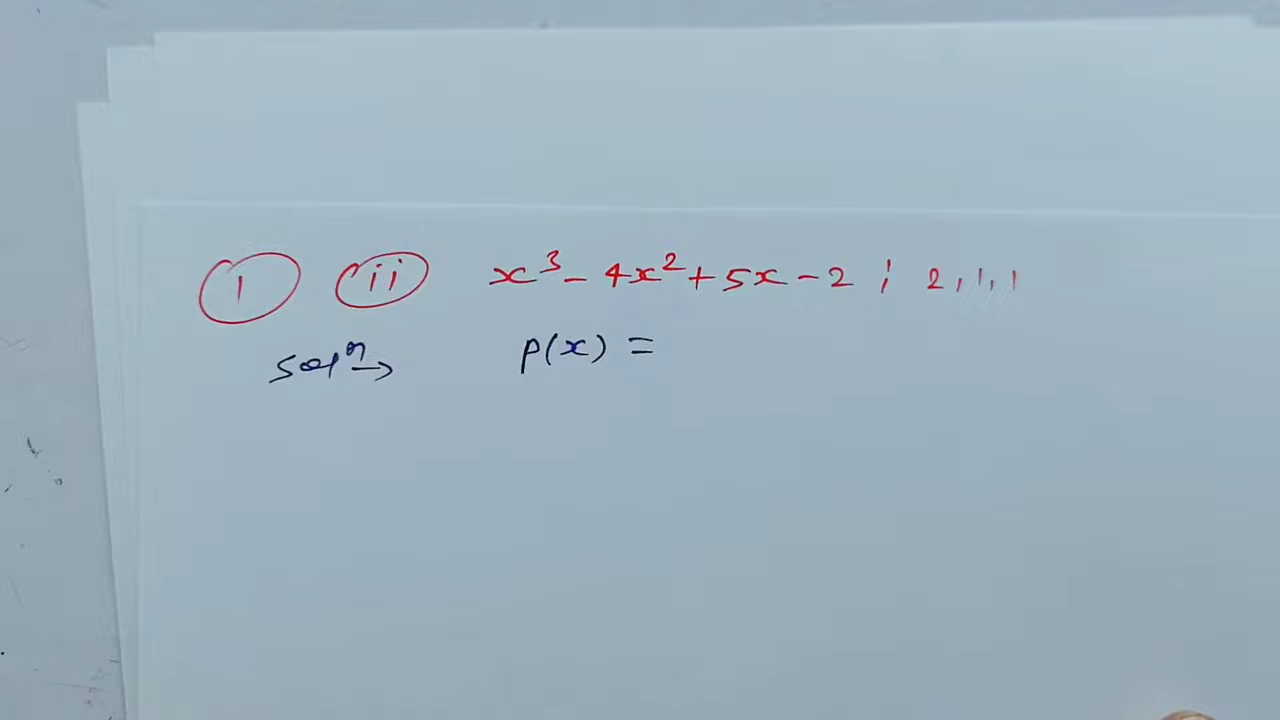 1 ii x³ - 4x² + 5x - 2 ; 2, 1, 1
Solⁿ → p(x) =